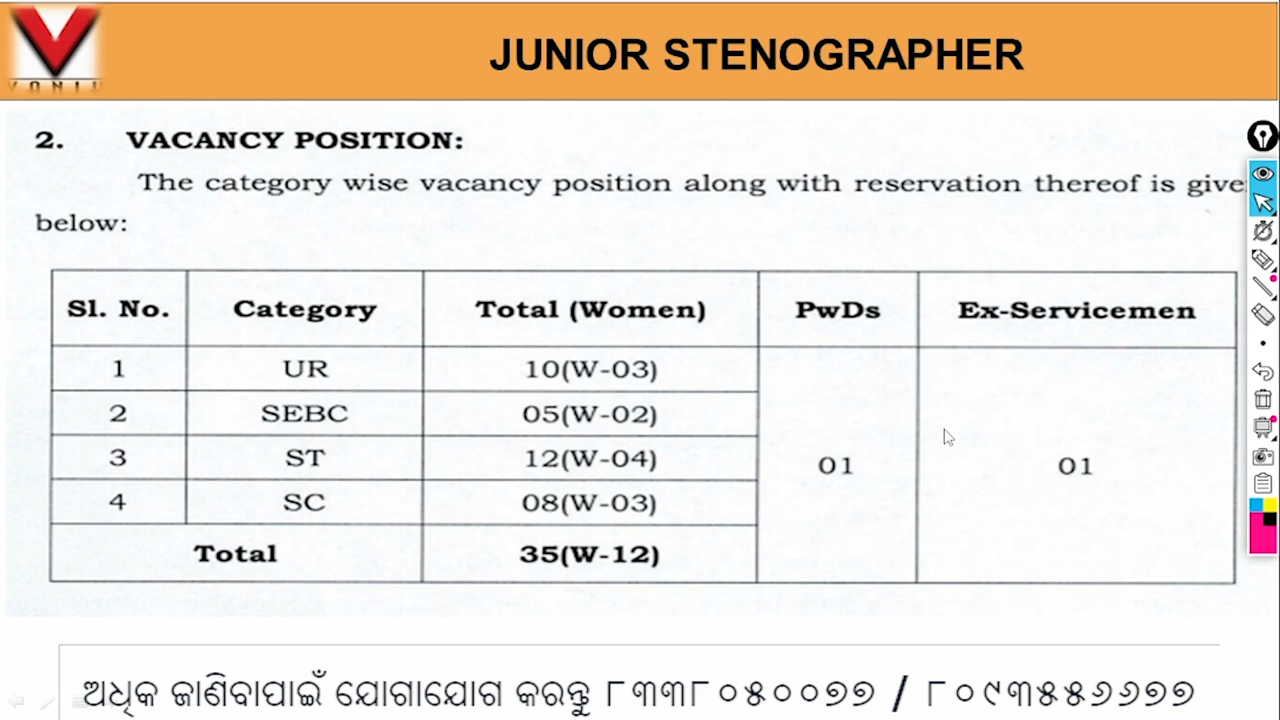 VANIJ
JUNIOR STENOGRAPHER
2. VACANCY POSITION:
The category wise vacancy position along with reservation thereof is give
below:
Sl. No. Category Total (Women) PwDs Ex-Servicemen
1 UR 10(W-03)
2 SEBC 05(W-02)
3 ST 12(W-04)
01 01
4 SC 08(W-03)
Total 35(W-12)
ଅଧିକ ଜାଣିବାପାଇଁ ଯୋଗାଯୋଗ କରନ୍ତୁ ୮୩୩୮୦୫୦୦୭୭ / ୮୦୯୩୫୫୬୬୭୭